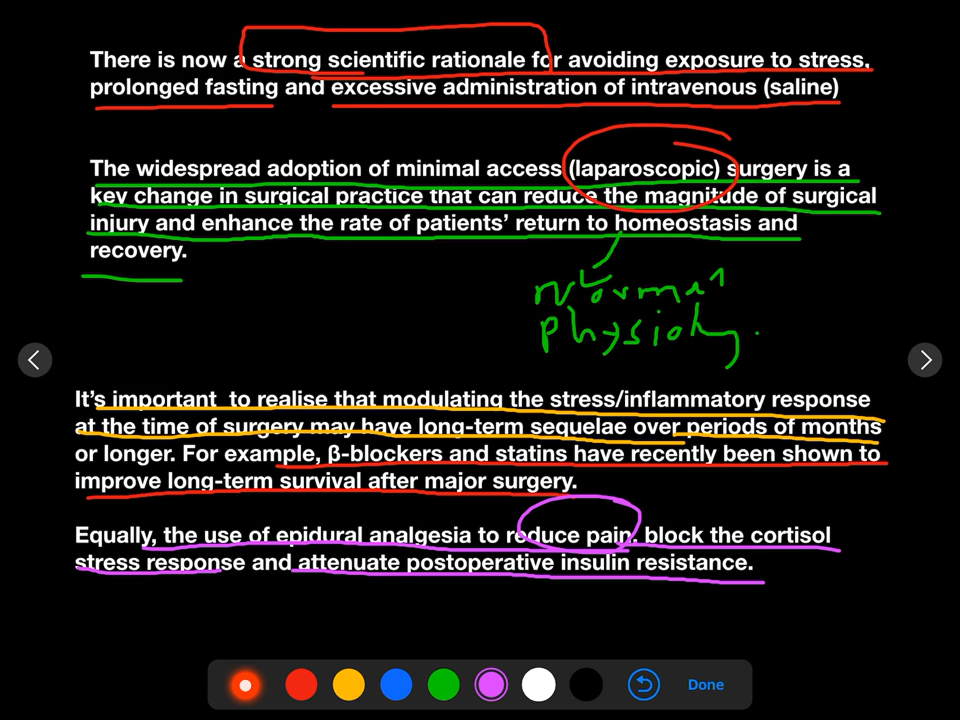 There is now a strong scientific rationale for avoiding exposure to stress,
prolonged fasting and excessive administration of intravenous (saline)
The widespread adoption of minimal access (laparoscopic) surgery is a
key change in surgical practice that can reduce the magnitude of surgical
injury and enhance the rate of patients’ return to homeostasis and
recovery.
Normal
Physiology.
It’s important  to realise that modulating the stress/inflammatory response
at the time of surgery may have long-term sequelae over periods of months
or longer. For example, β-blockers and statins have recently been shown to
improve long-term survival after major surgery.
Equally, the use of epidural analgesia to reduce pain, block the cortisol
stress response and attenuate postoperative insulin resistance.
Done